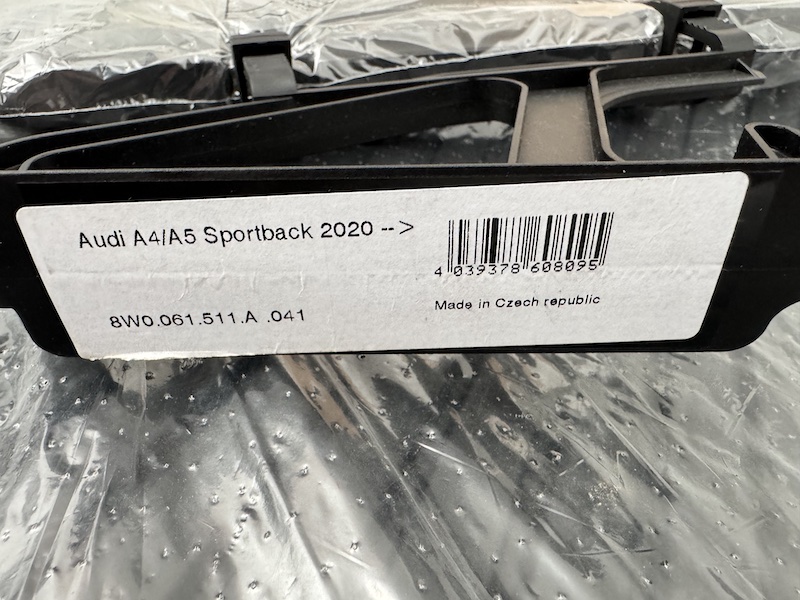 Audi A4/A5 Sportback 2020 -->
4 039378 608095
8W0.061.511.A .041
Made in Czech republic